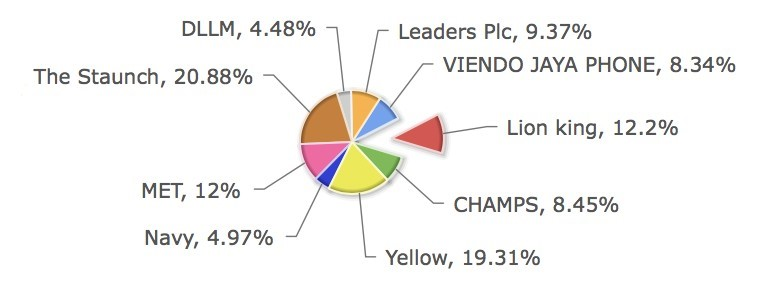 DLLM, 4.48%
Leaders Plc, 9.37%
VIENDO JAYA PHONE, 8.34%
The Staunch, 20.88%
Lion king, 12.2%
MET, 12%
CHAMPS, 8.45%
Navy, 4.97%
Yellow, 19.31%